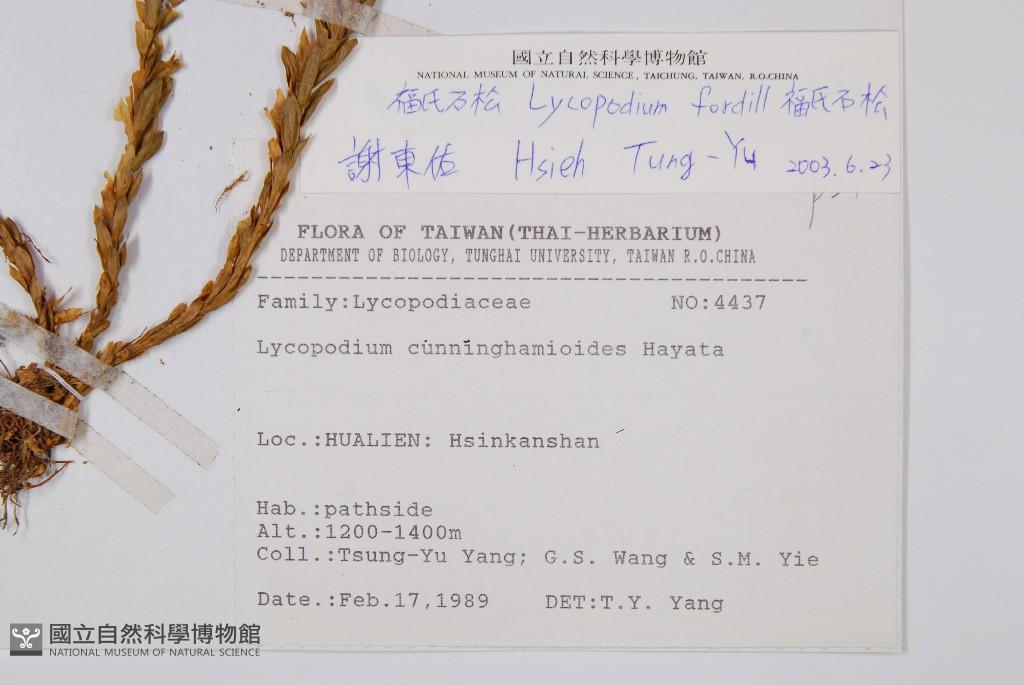 國立自然科學博物館
NATIONAL MUSEUM OF NATURAL SCIENCE, TAICHUNG, TAIWAN, R.O.CHINA
福氏石松 Lycopodium fordill 福氏石松
謝東佐 Hsieh Tung-Yu 2003.6.23
FLORA OF TAIWAN(THAI-HERBARIUM)
DEPARTMENT OF BIOLOGY, TUNGHAI UNIVERSITY, TAIWAN R.O.CHINA
Family:Lycopodiaceae NO:4437
Lycopodium cunninghamioides Hayata
Loc.:HUALIEN: Hsinkanshan
Hab.:pathside
Alt.:1200-1400m
Coll.:Tsung-Yu Yang; G.S. Wang & S.M. Yie
Date.:Feb.17,1989 DET:T.Y. Yang
國立自然科學博物館
NATIONAL MUSEUM OF NATURAL SCIENCE